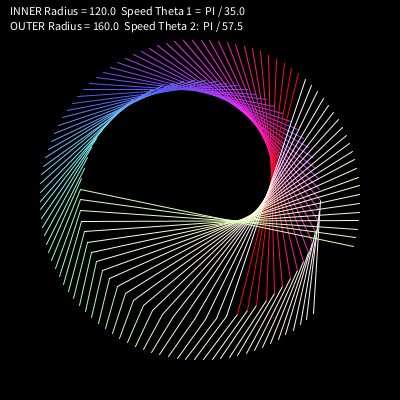 INNER Radius = 120.0  Speed Theta 1 =  PI / 35.0
OUTER Radius = 160.0  Speed Theta 2:  PI / 57.5